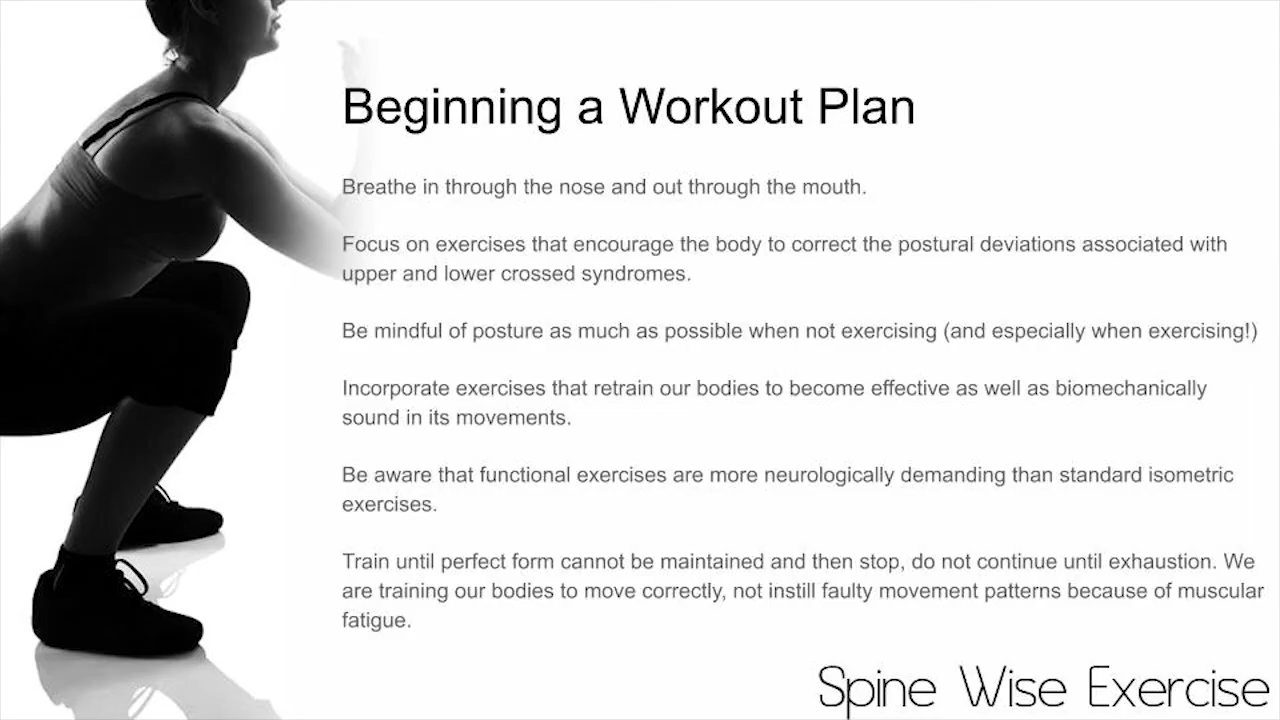 Beginning a Workout Plan
Breathe in through the nose and out through the mouth.
Focus on exercises that encourage the body to correct the postural deviations associated with
upper and lower crossed syndromes.
Be mindful of posture as much as possible when not exercising (and especially when exercising!)
Incorporate exercises that retrain our bodies to become effective as well as biomechanically
sound in its movements.
Be aware that functional exercises are more neurologically demanding than standard isometric
exercises.
Train until perfect form cannot be maintained and then stop, do not continue until exhaustion. We
are training our bodies to move correctly, not instill faulty movement patterns because of muscular
fatigue.
Spine Wise Exercise